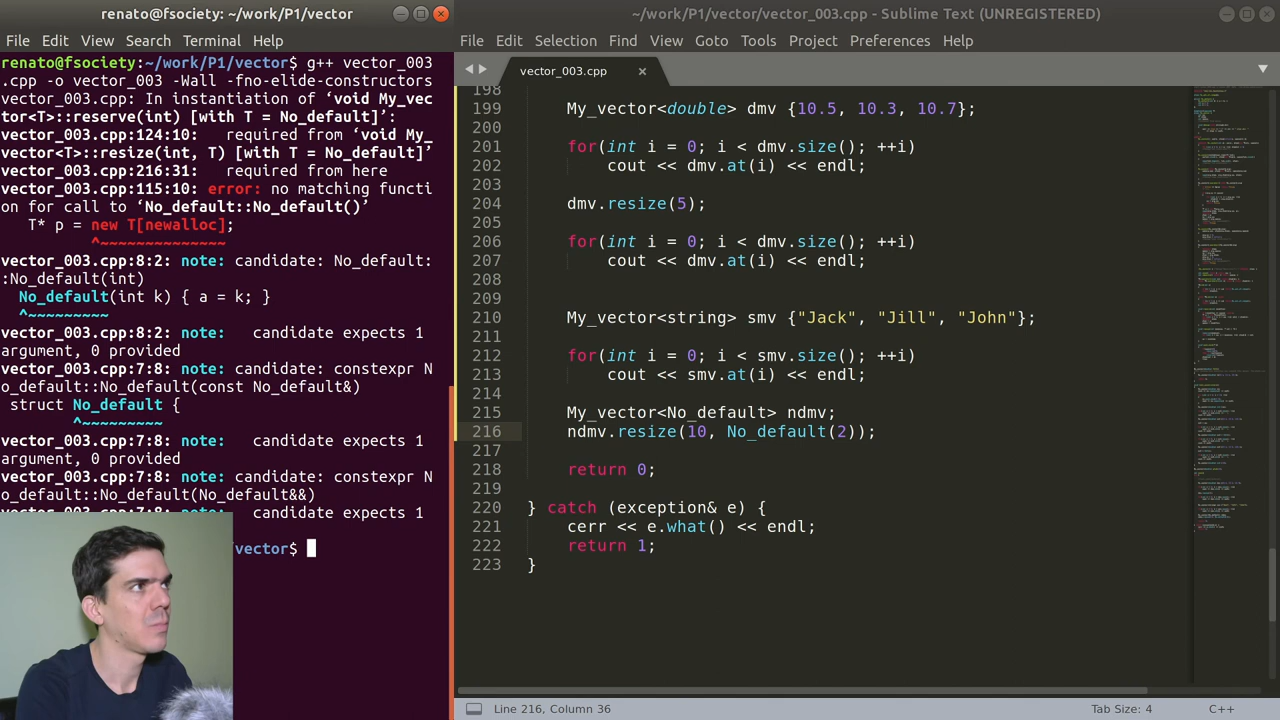 renato@fsociety: ~/work/P1/vector
File Edit View Search Terminal Help
renato@fsociety:~/work/P1/vector$ g++ vector_003
.cpp -o vector_003 -Wall -fno-elide-constructors
vector_003.cpp: In instantiation of ‘void My_vec
tor<T>::reserve(int) [with T = No_default]’:
vector_003.cpp:124:10:   required from ‘void My_
vector<T>::resize(int, T) [with T = No_default]’
vector_003.cpp:216:31:   required from here
vector_003.cpp:115:10: error: no matching functi
on for call to ‘No_default::No_default()’
   T* p = new T[newalloc];
          ^~~~~~~~~~~~~~~
vector_003.cpp:8:2: note: candidate: No_default:
:No_default(int)
  No_default(int k) { a = k; }
  ^~~~~~~~~~
vector_003.cpp:8:2: note:   candidate expects 1
argument, 0 provided
vector_003.cpp:7:8: note: candidate: constexpr N
o_default::No_default(const No_default&)
 struct No_default {
        ^~~~~~~~~~
vector_003.cpp:7:8: note:   candidate expects 1
argument, 0 provided
vector_003.cpp:7:8: note: candidate: constexpr N
o_default::No_default(No_default&&)
vector_003.cpp:7:8: note:   candidate expects 1
/vector$
~/work/P1/vector/vector_003.cpp - Sublime Text (UNREGISTERED)
File Edit Selection Find View Goto Tools Project Preferences Help
vector_003.cpp
198
199 My_vector<double> dmv {10.5, 10.3, 10.7};
200
201 for(int i = 0; i < dmv.size(); ++i)
202     cout << dmv.at(i) << endl;
203
204 dmv.resize(5);
205
206 for(int i = 0; i < dmv.size(); ++i)
207     cout << dmv.at(i) << endl;
208
209
210 My_vector<string> smv {"Jack", "Jill", "John"};
211
212 for(int i = 0; i < smv.size(); ++i)
213     cout << smv.at(i) << endl;
214
215 My_vector<No_default> ndmv;
216 ndmv.resize(10, No_default(2));
217
218 return 0;
219
220 } catch (exception& e) {
221     cerr << e.what() << endl;
222     return 1;
223 }
Line 216, Column 36
Tab Size: 4
C++